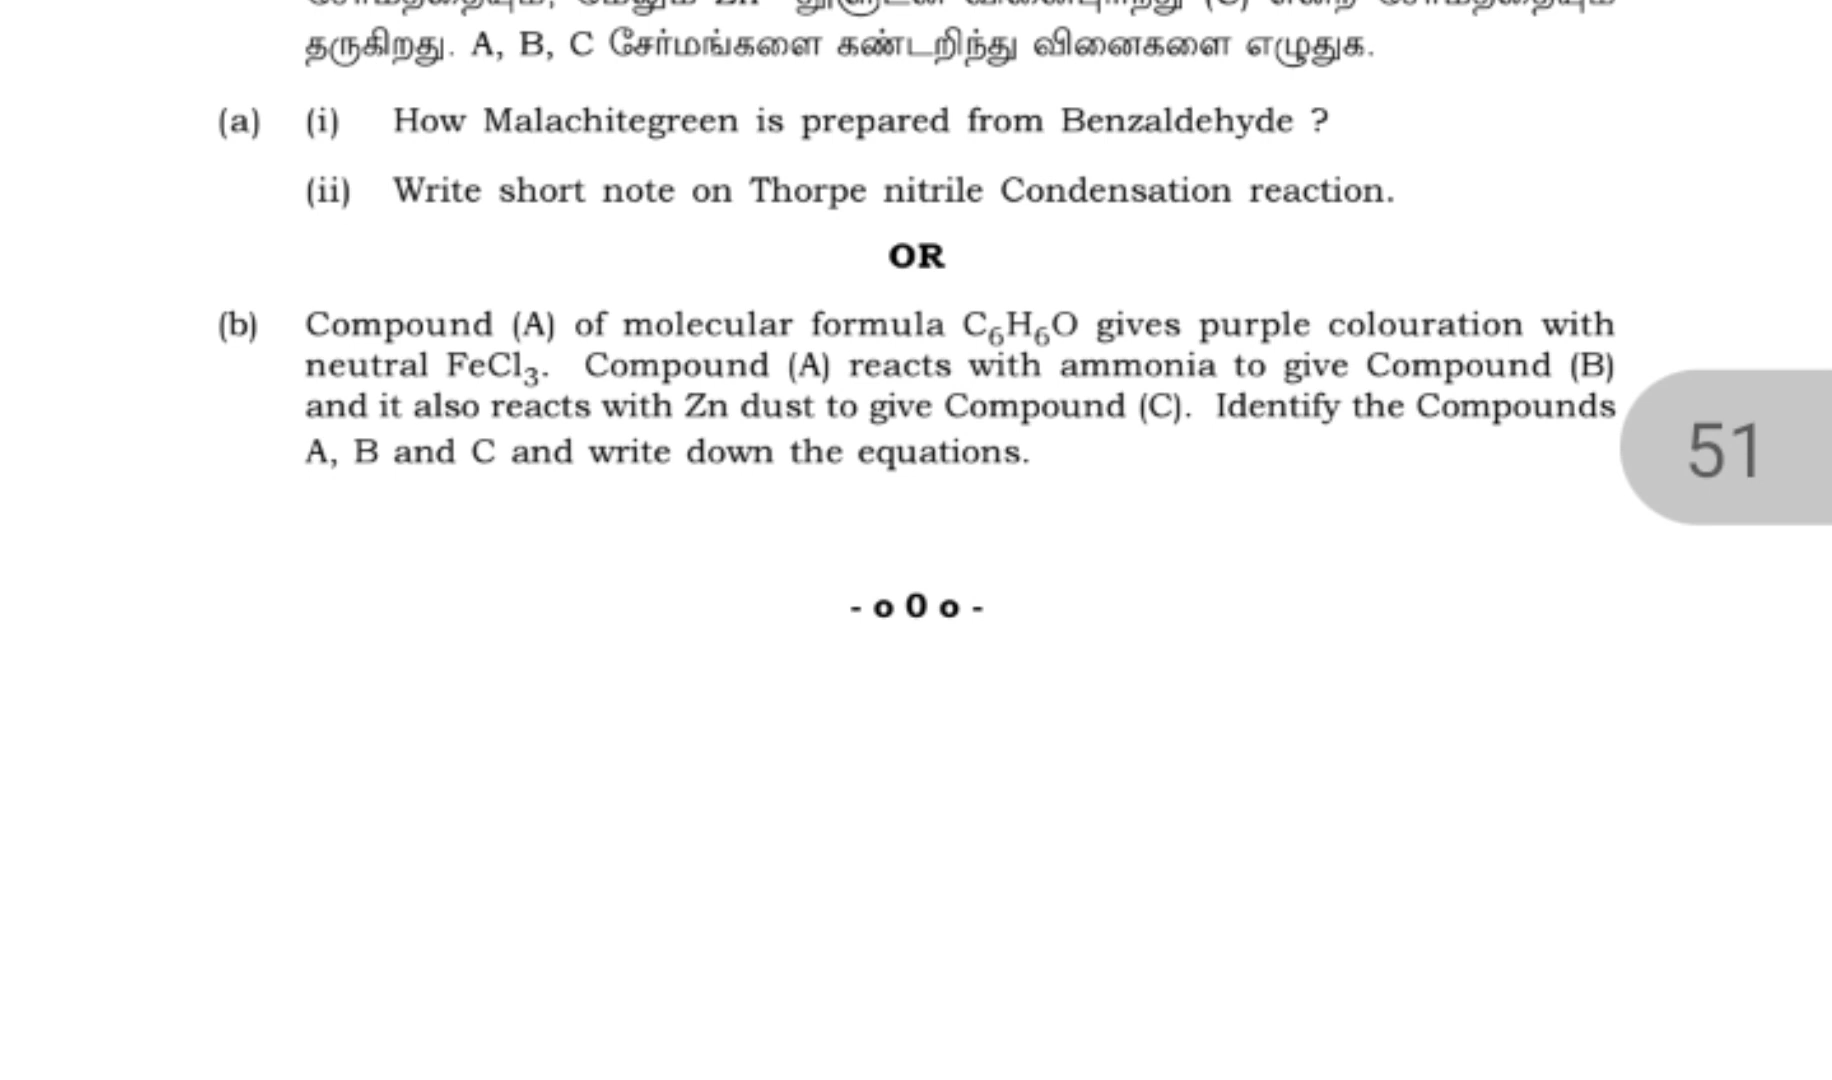 தருகிறது. A, B, C சேர்மங்களை கண்டறிந்து வினைகளை எழுதுக.
(a) (i) How Malachitegreen is prepared from Benzaldehyde ?
(ii) Write short note on Thorpe nitrile Condensation reaction.
OR
(b) Compound (A) of molecular formula C₆H₆O gives purple colouration with
neutral FeCl₃. Compound (A) reacts with ammonia to give Compound (B)
and it also reacts with Zn dust to give Compound (C). Identify the Compounds
51
A, B and C and write down the equations.
- o 0 o -